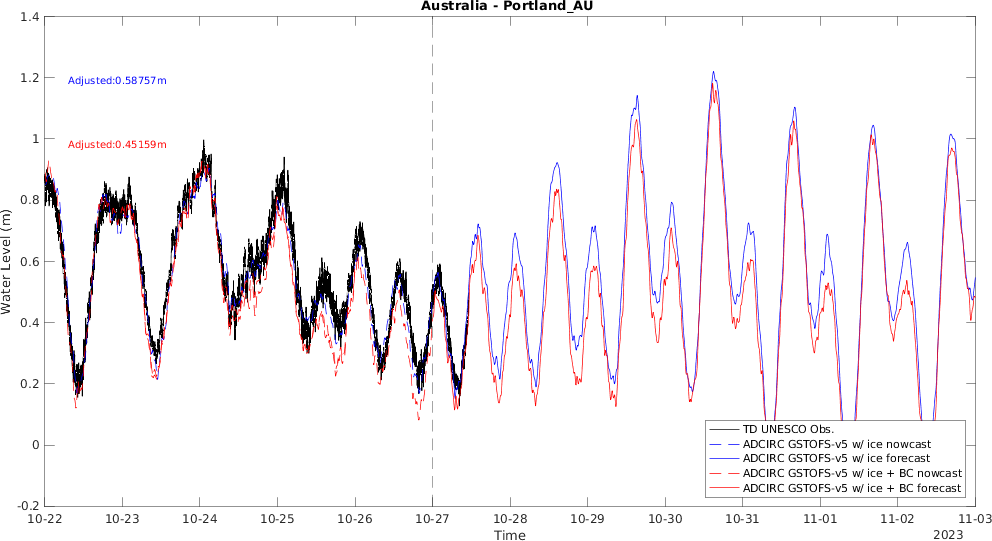 Australia - Portland_AU
1.4
1.2
1
0.8
0.6
0.4
0.2
0
-0.2
Water Level (m)
Adjusted:0.58757m
Adjusted:0.45159m
TD UNESCO Obs.
ADCIRC GSTOFS-v5 w/ ice nowcast
ADCIRC GSTOFS-v5 w/ ice forecast
ADCIRC GSTOFS-v5 w/ ice + BC nowcast
ADCIRC GSTOFS-v5 w/ ice + BC forecast
10-22 10-23 10-24 10-25 10-26 10-27 10-28 10-29 10-30 10-31 11-01 11-02 11-03
Time
2023